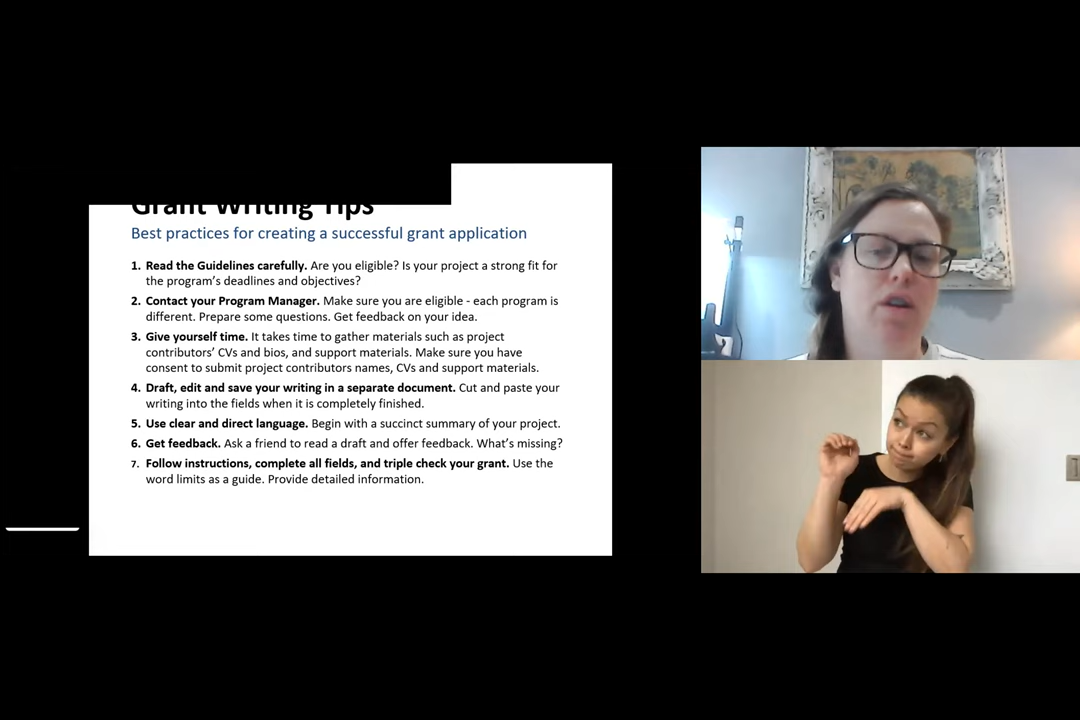 Grant Writing Tips
Best practices for creating a successful grant application
1. Read the Guidelines carefully. Are you eligible? Is your project a strong fit for
the program's deadlines and objectives?
2. Contact your Program Manager. Make sure you are eligible - each program is
different. Prepare some questions. Get feedback on your idea.
3. Give yourself time. It takes time to gather materials such as project
contributors' CVs and bios, and support materials. Make sure you have
consent to submit project contributors names, CVs and support materials.
4. Draft, edit and save your writing in a separate document. Cut and paste your
writing into the fields when it is completely finished.
5. Use clear and direct language. Begin with a succinct summary of your project.
6. Get feedback. Ask a friend to read a draft and offer feedback. What's missing?
7. Follow instructions, complete all fields, and triple check your grant. Use the
word limits as a guide. Provide detailed information.